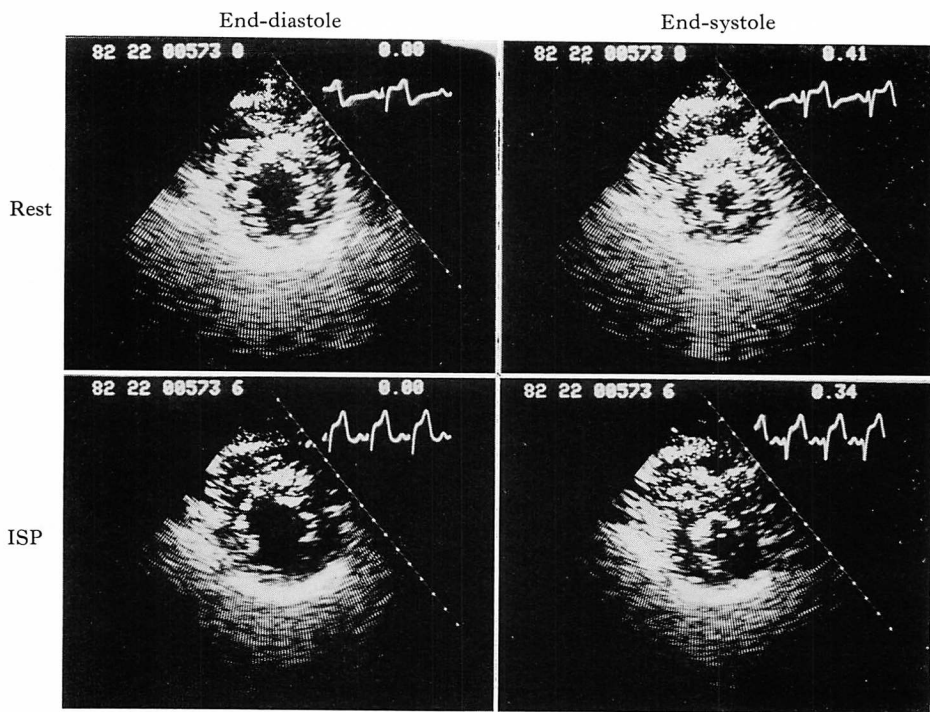 End-diastole End-systole
82 22 00573 0 0.00 82 22 00573 0 0.41
Rest
82 22 00573 6 0.00 82 22 00573 6 0.34
ISP